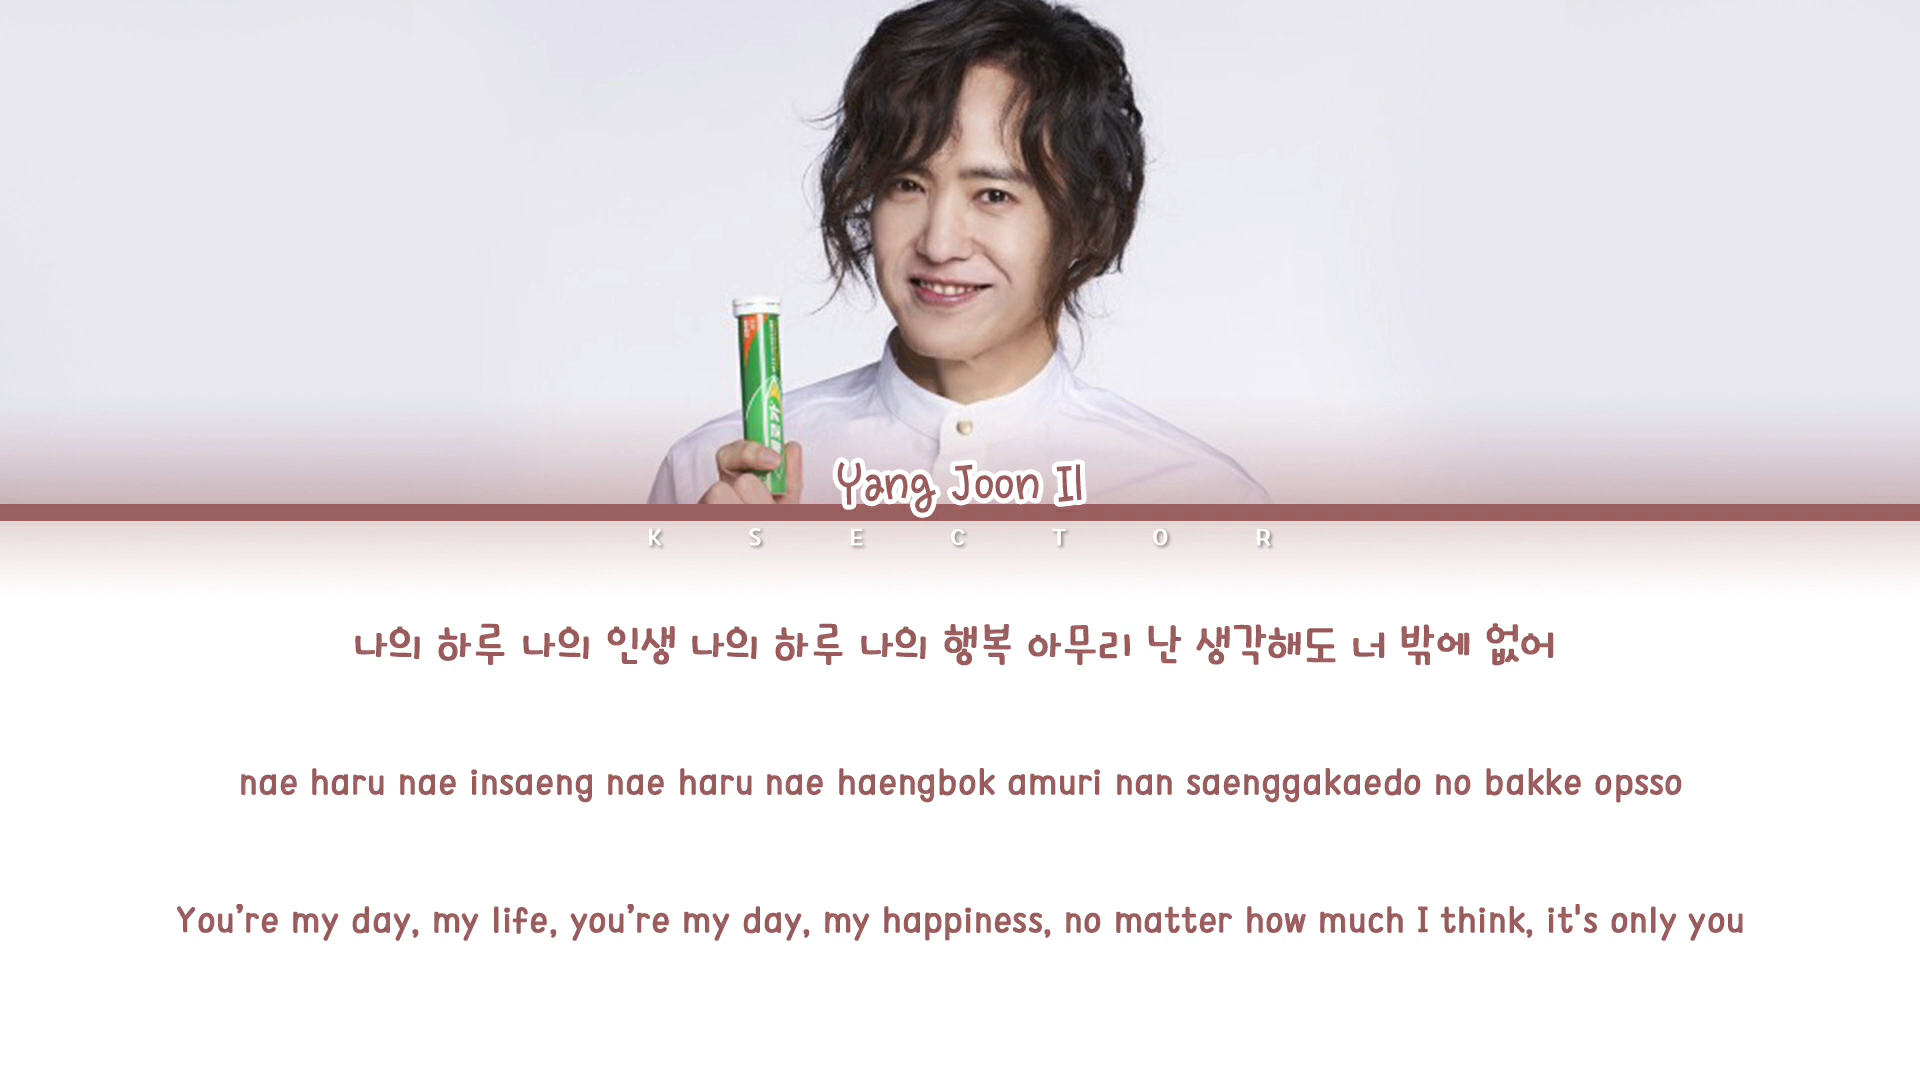 Yang Joon Il
K S E C T O R
나의 하루 나의 인생 나의 하루 나의 행복 아무리 난 생각해도 너 밖에 없어
nae haru nae insaeng nae haru nae haengbok amuri nan saenggakaedo no bakke opsso
You’re my day, my life, you’re my day, my happiness, no matter how much I think, it's only you